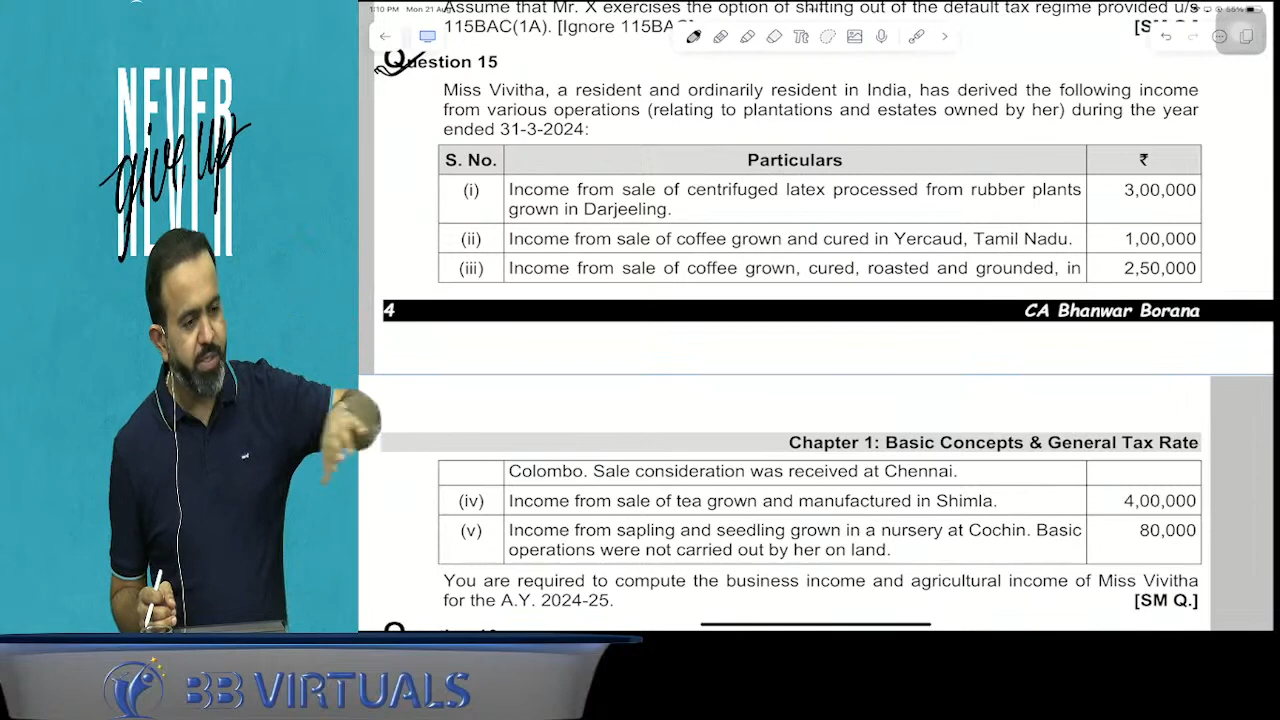 1:10 PM Mon 21 Aug
55%
Assume that Mr. X exercises the option of shifting out of the default tax regime provided u/s
115BAC(1A). [Ignore 115BAC
Question 15
Miss Vivitha, a resident and ordinarily resident in India, has derived the following income
from various operations (relating to plantations and estates owned by her) during the year
ended 31-3-2024:
S. No. Particulars ₹
(i) Income from sale of centrifuged latex processed from rubber plants 3,00,000
grown in Darjeeling.
(ii) Income from sale of coffee grown and cured in Yercaud, Tamil Nadu. 1,00,000
(iii) Income from sale of coffee grown, cured, roasted and grounded, in 2,50,000
4 CA Bhanwar Borana
Chapter 1: Basic Concepts & General Tax Rate
Colombo. Sale consideration was received at Chennai.
(iv) Income from sale of tea grown and manufactured in Shimla. 4,00,000
(v) Income from sapling and seedling grown in a nursery at Cochin. Basic 80,000
operations were not carried out by her on land.
You are required to compute the business income and agricultural income of Miss Vivitha
for the A.Y. 2024-25. [SM Q.]
NEVER
give up
BB VIRTUALS